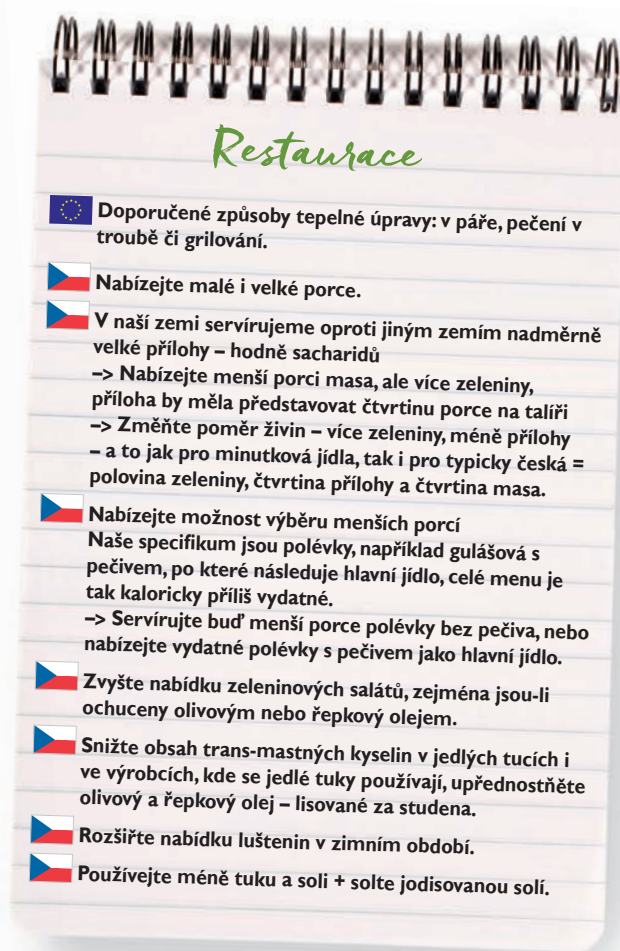 Restaurace
Doporučené způsoby tepelné úpravy: v páře, pečení v
troubě či grilování.
Nabízejte malé i velké porce.
V naší zemi servírujeme oproti jiným zemím nadměrně
velké přílohy – hodně sacharidů
–> Nabízejte menší porci masa, ale více zeleniny,
příloha by měla představovat čtvrtinu porce na talíři
–> Změňte poměr živin – více zeleniny, méně přílohy
– a to jak pro minutková jídla, tak i pro typicky česká =
polovina zeleniny, čtvrtina přílohy a čtvrtina masa.
Nabízejte možnost výběru menších porcí
Naše specifikum jsou polévky, například gulášová s
pečivem, po které následuje hlavní jídlo, celé menu je
tak kaloricky příliš vydatné.
–> Servírujte buď menší porce polévky bez pečiva, nebo
nabízejte vydatné polévky s pečivem jako hlavní jídlo.
Zvyšte nabídku zeleninových salátů, zejména jsou-li
ochuceny olivovým nebo řepkový olejem.
Snižte obsah trans-mastných kyselin v jedlých tucích i
ve výrobcích, kde se jedlé tuky používají, upřednostněte
olivový a řepkový olej – lisované za studena.
Rozšiřte nabídku luštenin v zimním období.
Používejte méně tuku a soli + solte jodisovanou solí.